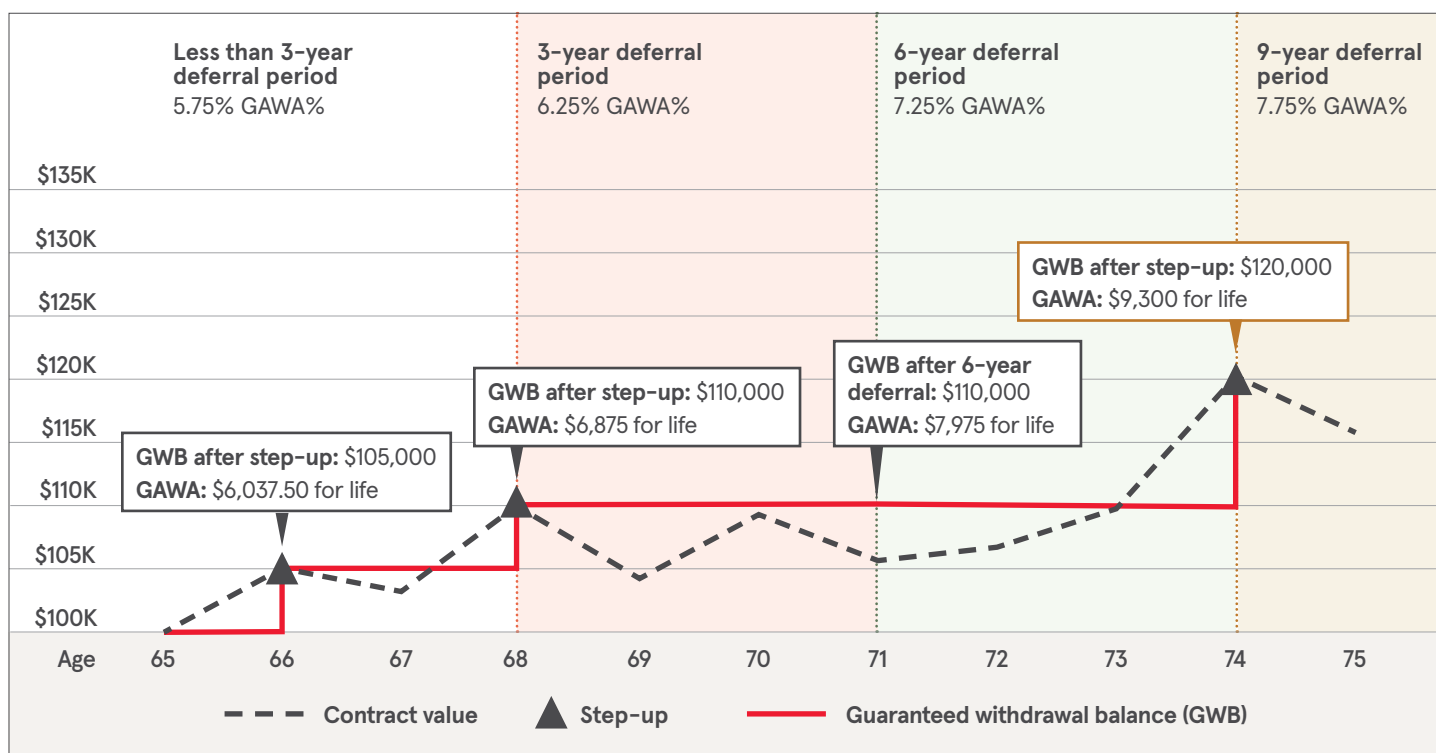 Less than 3-year
deferral period
5.75% GAWA%
3-year deferral
period
6.25% GAWA%
6-year deferral
period
7.25% GAWA%
9-year deferral
period
7.75% GAWA%
$135K
$130K
$125K
$120K
$115K
$110K
$105K
$100K
GWB after step-up: $105,000
GAWA: $6,037.50 for life
GWB after step-up: $110,000
GAWA: $6,875 for life
GWB after 6-year
deferral: $110,000
GAWA: $7,975 for life
GWB after step-up: $120,000
GAWA: $9,300 for life
Age 65 66 67 68 69 70 71 72 73 74 75
Contract value Step-up Guaranteed withdrawal balance (GWB)